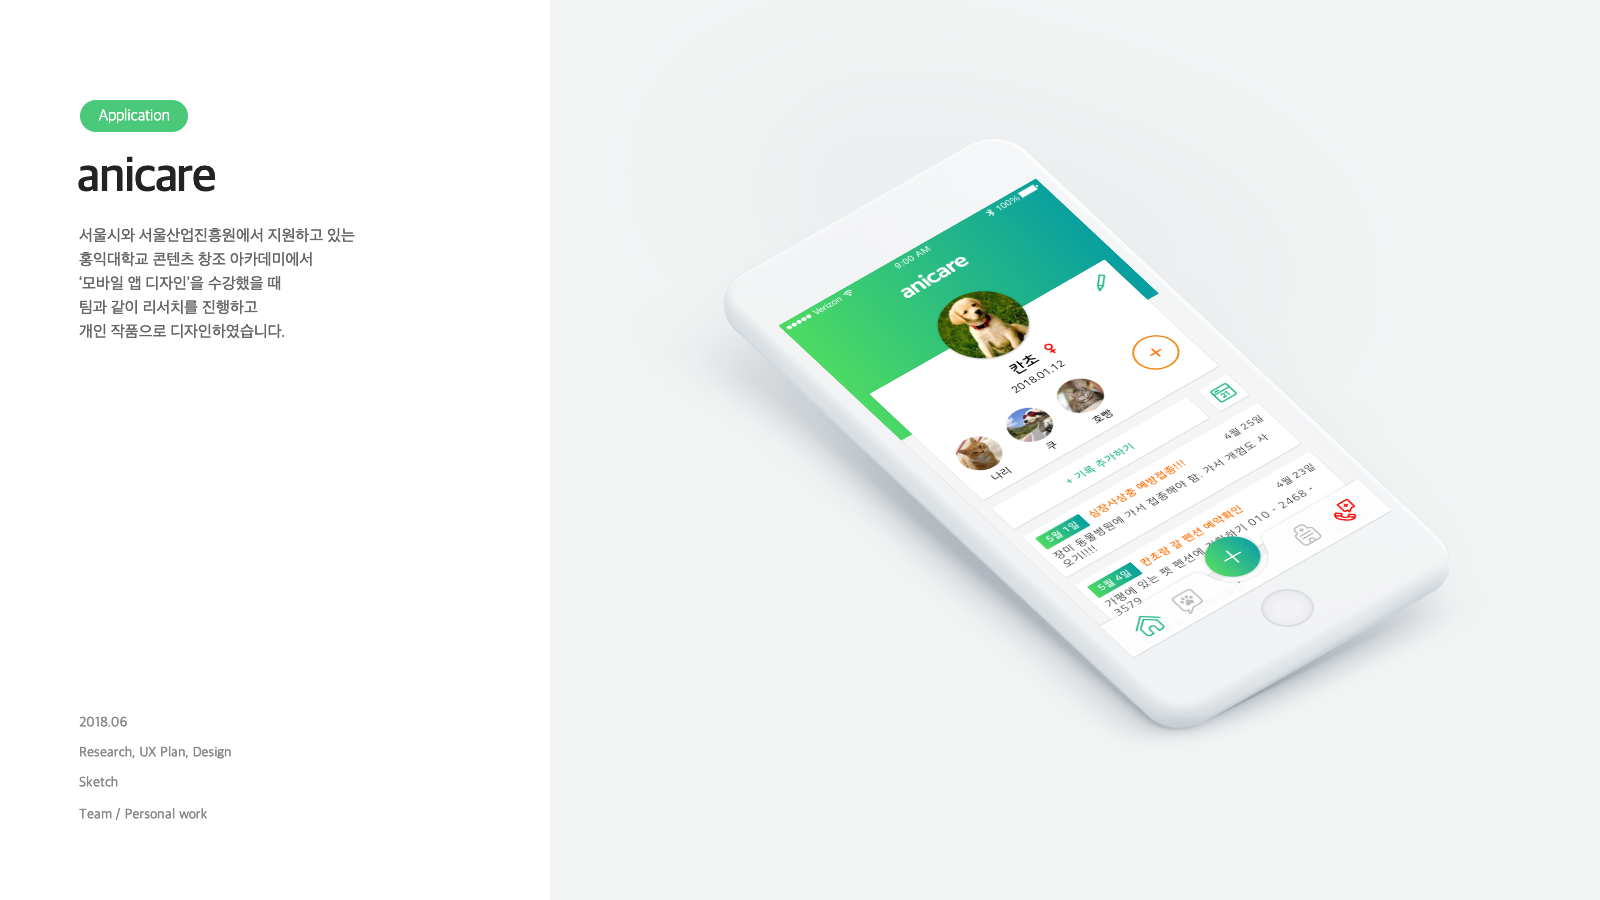 Application
anicare
서울시와 서울산업진흥원에서 지원하고 있는
홍익대학교 콘텐츠 창조 아카데미에서
‘모바일 앱 디자인’을 수강했을 때
팀과 같이 리서치를 진행하고
개인 작품으로 디자인하였습니다.
2018.06
Research, UX Plan, Design
Sketch
Team / Personal work
Verizon
9:00 AM
100%
anicare
칸초
2018.01.12
나리
쿠
호빵
+ 기록 추가하기
21
4월 25일
5월 1일 심장사상충 예방접종!!!
장미 동물병원에 가서 접종해야 함. 가서 개껌도 사
오기!!!!
4월 23일
5월 4일 칸초랑 갈 펜션 예약확인
가평에 있는 펫 펜션에 010 - 2468 -
3579